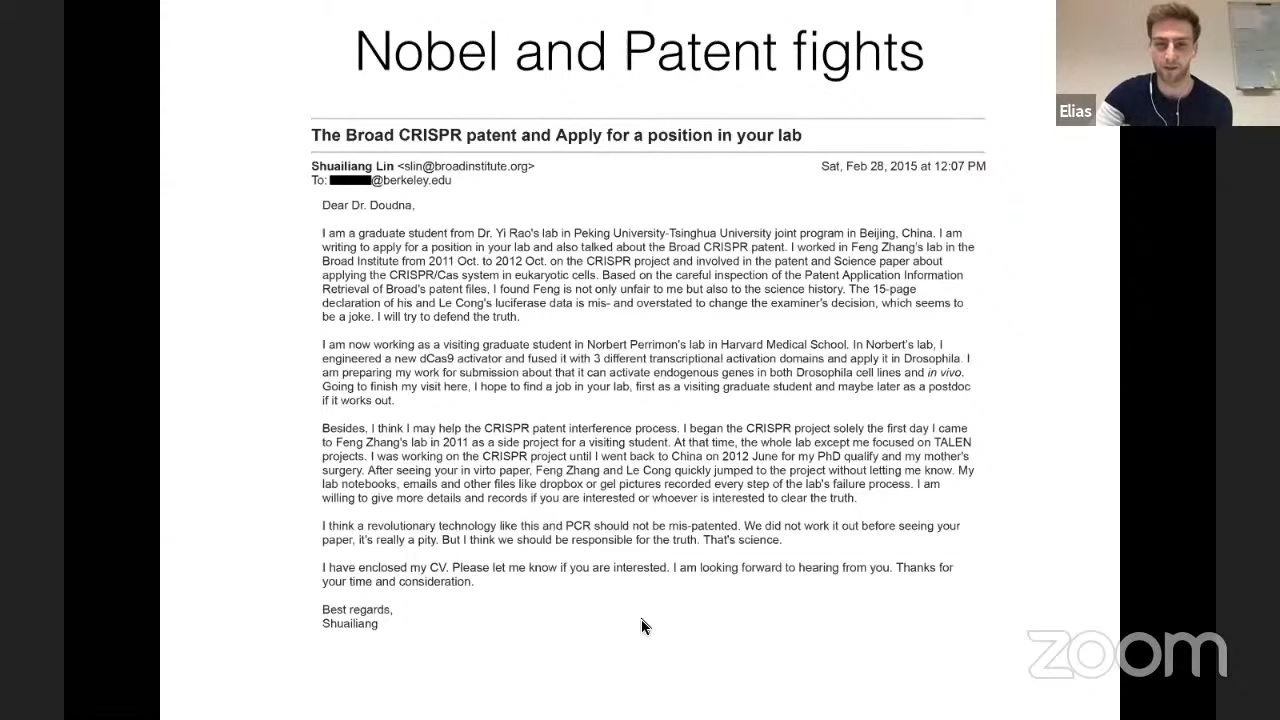 Nobel and Patent fights
Elias
The Broad CRISPR patent and Apply for a position in your lab
Shuailiang Lin <slin@broadinstitute.org>
Sat, Feb 28, 2015 at 12:07 PM
To: @berkeley.edu
Dear Dr. Doudna,
I am a graduate student from Dr. Yi Rao's lab in Peking University-Tsinghua University joint program in Beijing, China. I am
writing to apply for a position in your lab and also talked about the Broad CRISPR patent. I worked in Feng Zhang's lab in the
Broad Institute from 2011 Oct. to 2012 Oct. on the CRISPR project and involved in the patent and Science paper about
applying the CRISPR/Cas system in eukaryotic cells. Based on the careful inspection of the Patent Application Information
Retrieval of Broad's patent files, I found Feng is not only unfair to me but also to the science history. The 15-page
declaration of his and Le Cong's luciferase data is mis- and overstated to change the examiner's decision, which seems to
be a joke. I will try to defend the truth.
I am now working as a visiting graduate student in Norbert Perrimon's lab in Harvard Medical School. In Norbert's lab, I
engineered a new dCas9 activator and fused it with 3 different transcriptional activation domains and apply it in Drosophila. I
am preparing my work for submission about that it can activate endogenous genes in both Drosophila cell lines and in vivo.
Going to finish my visit here, I hope to find a job in your lab, first as a visiting graduate student and maybe later as a postdoc
if it works out.
Besides, I think I may help the CRISPR patent interference process. I began the CRISPR project solely the first day I came
to Feng Zhang's lab in 2011 as a side project for a visiting student. At that time, the whole lab except me focused on TALEN
projects. I was working on the CRISPR project until I went back to China on 2012 June for my PhD qualify and my mother's
surgery. After seeing your in virto paper, Feng Zhang and Le Cong quickly jumped to the project without letting me know. My
lab notebooks, emails and other files like dropbox or gel pictures recorded every step of the lab's failure process. I am
willing to give more details and records if you are interested or whoever is interested to clear the truth.
I think a revolutionary technology like this and PCR should not be mis-patented. We did not work it out before seeing your
paper, it's really a pity. But I think we should be responsible for the truth. That's science.
I have enclosed my CV. Please let me know if you are interested. I am looking forward to hearing from you. Thanks for
your time and consideration.
Best regards,
Shuailiang
zoom